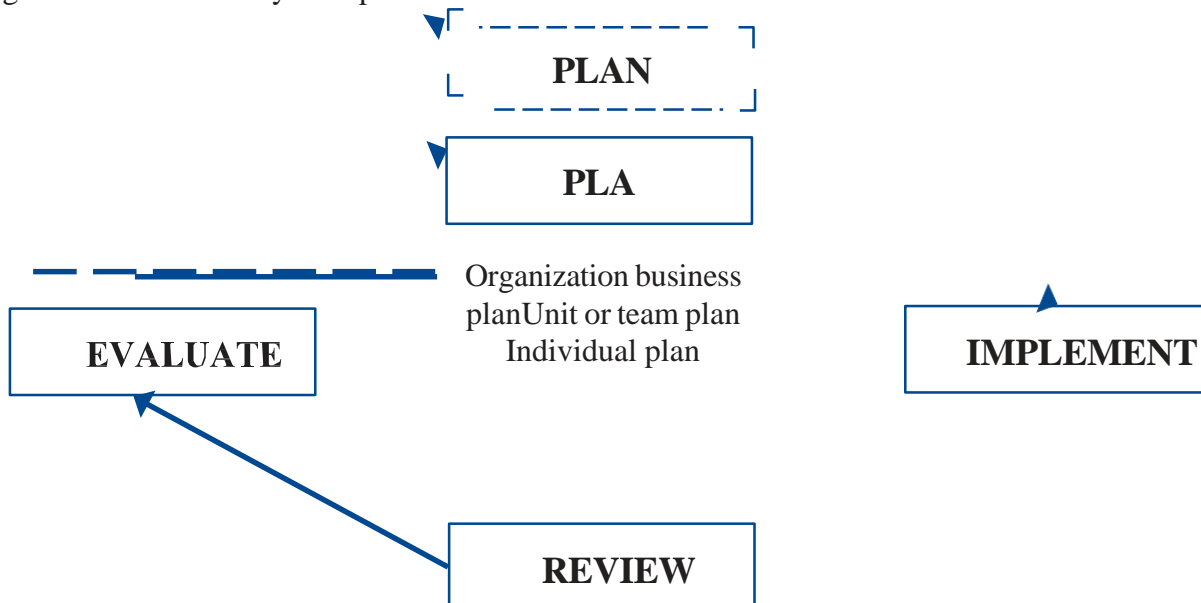 PLAN
PLA
Organization business
planUnit or team plan
Individual plan
EVALUATE
IMPLEMENT
REVIEW